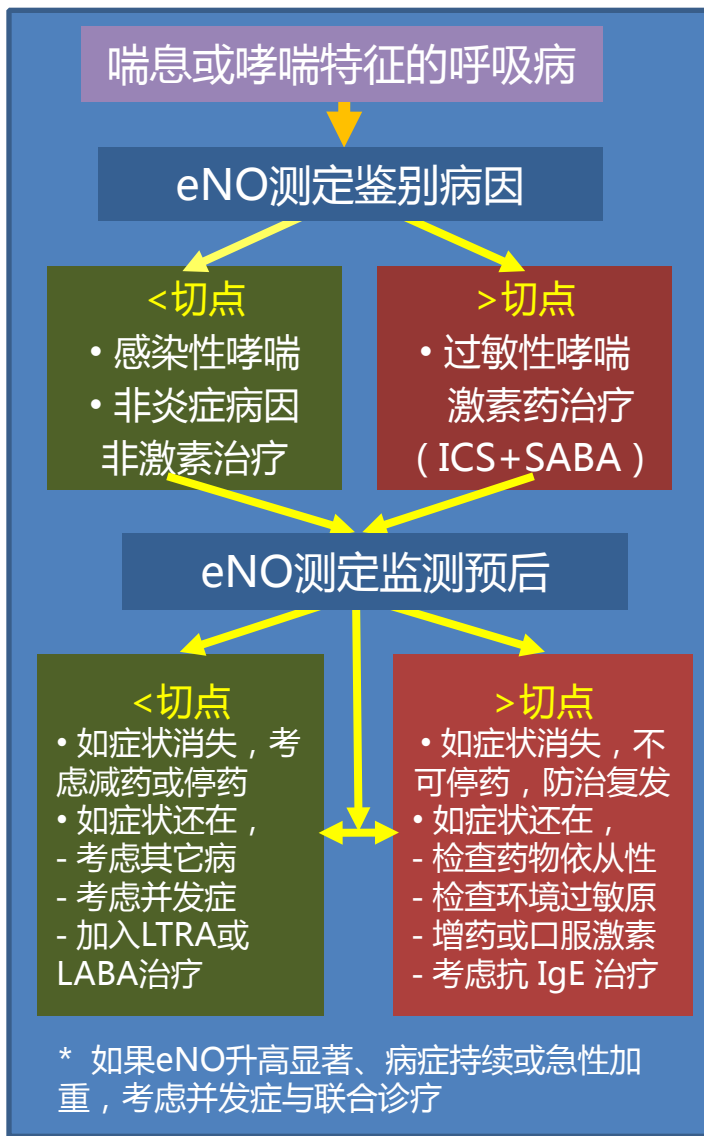 喘息或哮喘特征的呼吸病
eNO测定鉴别病因
<切点
• 感染性哮喘
• 非炎症病因
非激素治疗
>切点
• 过敏性哮喘
激素药治疗
（ICS+SABA）
eNO测定监测预后
<切点
• 如症状消失，考
虑减药或停药
• 如症状还在，
- 考虑其它病
- 考虑并发症
- 加入LTRA或
LABA治疗
>切点
• 如症状消失，不
可停药，防治复发
• 如症状还在，
- 检查药物依从性
- 检查环境过敏原
- 增药或口服激素
- 考虑抗 IgE 治疗
* 如果eNO升高显著、病症持续或急性加
重，考虑并发症与联合诊疗